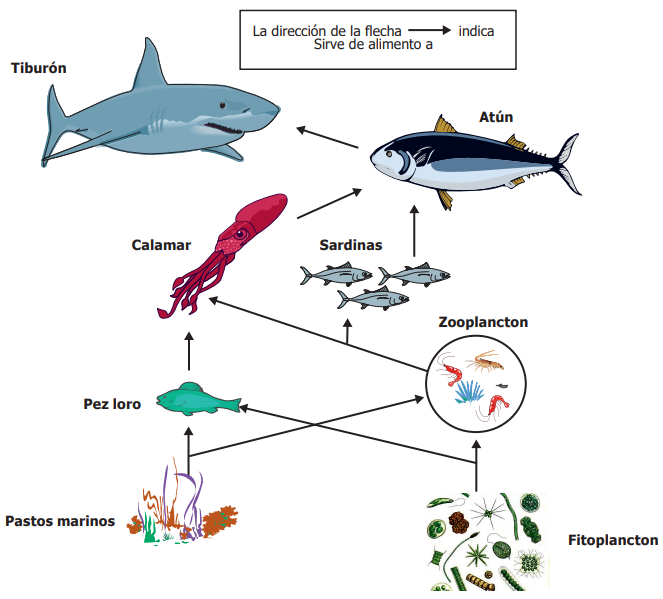 La dirección de la flecha indica
Sirve de alimento a
Tiburón
Atún
Calamar
Sardinas
Zooplancton
Pez loro
Pastos marinos
Fitoplancton